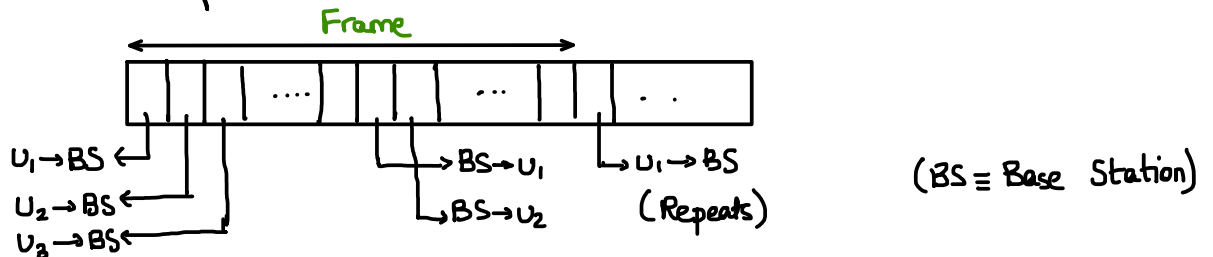 Frame
.... ... . .
U₁→BS BS→U₁ U₁→BS (BS ≡ Base Station)
U₂→BS BS→U₂ (Repeats)
U₃→BS